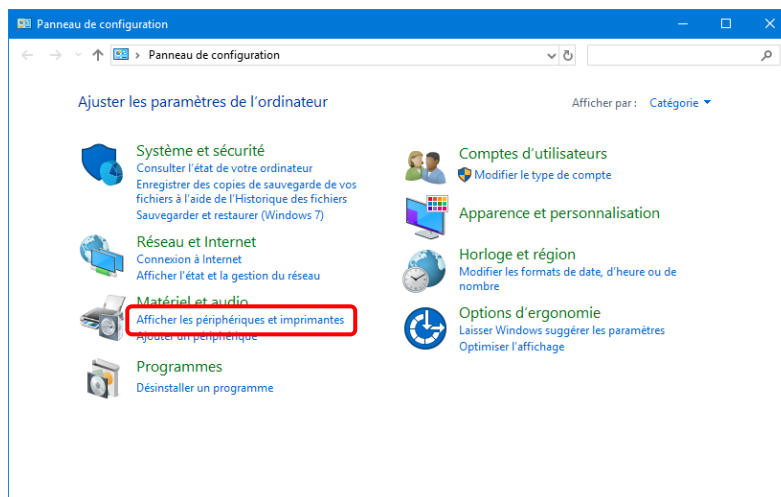 Panneau de configuration
Panneau de configuration
Ajuster les paramètres de l'ordinateur
Afficher par : Catégorie
Système et sécurité
Consulter l'état de votre ordinateur
Enregistrer des copies de sauvegarde de vos
fichiers à l'aide de l'Historique des fichiers
Sauvegarder et restaurer (Windows 7)
Réseau et Internet
Connexion à Internet
Afficher l'état et la gestion du réseau
Matériel et audio
Afficher les périphériques et imprimantes
Ajouter un périphérique
Programmes
Désinstaller un programme
Comptes d'utilisateurs
Modifier le type de compte
Apparence et personnalisation
Horloge et région
Modifier les formats de date, d'heure ou de
nombre
Options d'ergonomie
Laisser Windows suggérer les paramètres
Optimiser l'affichage